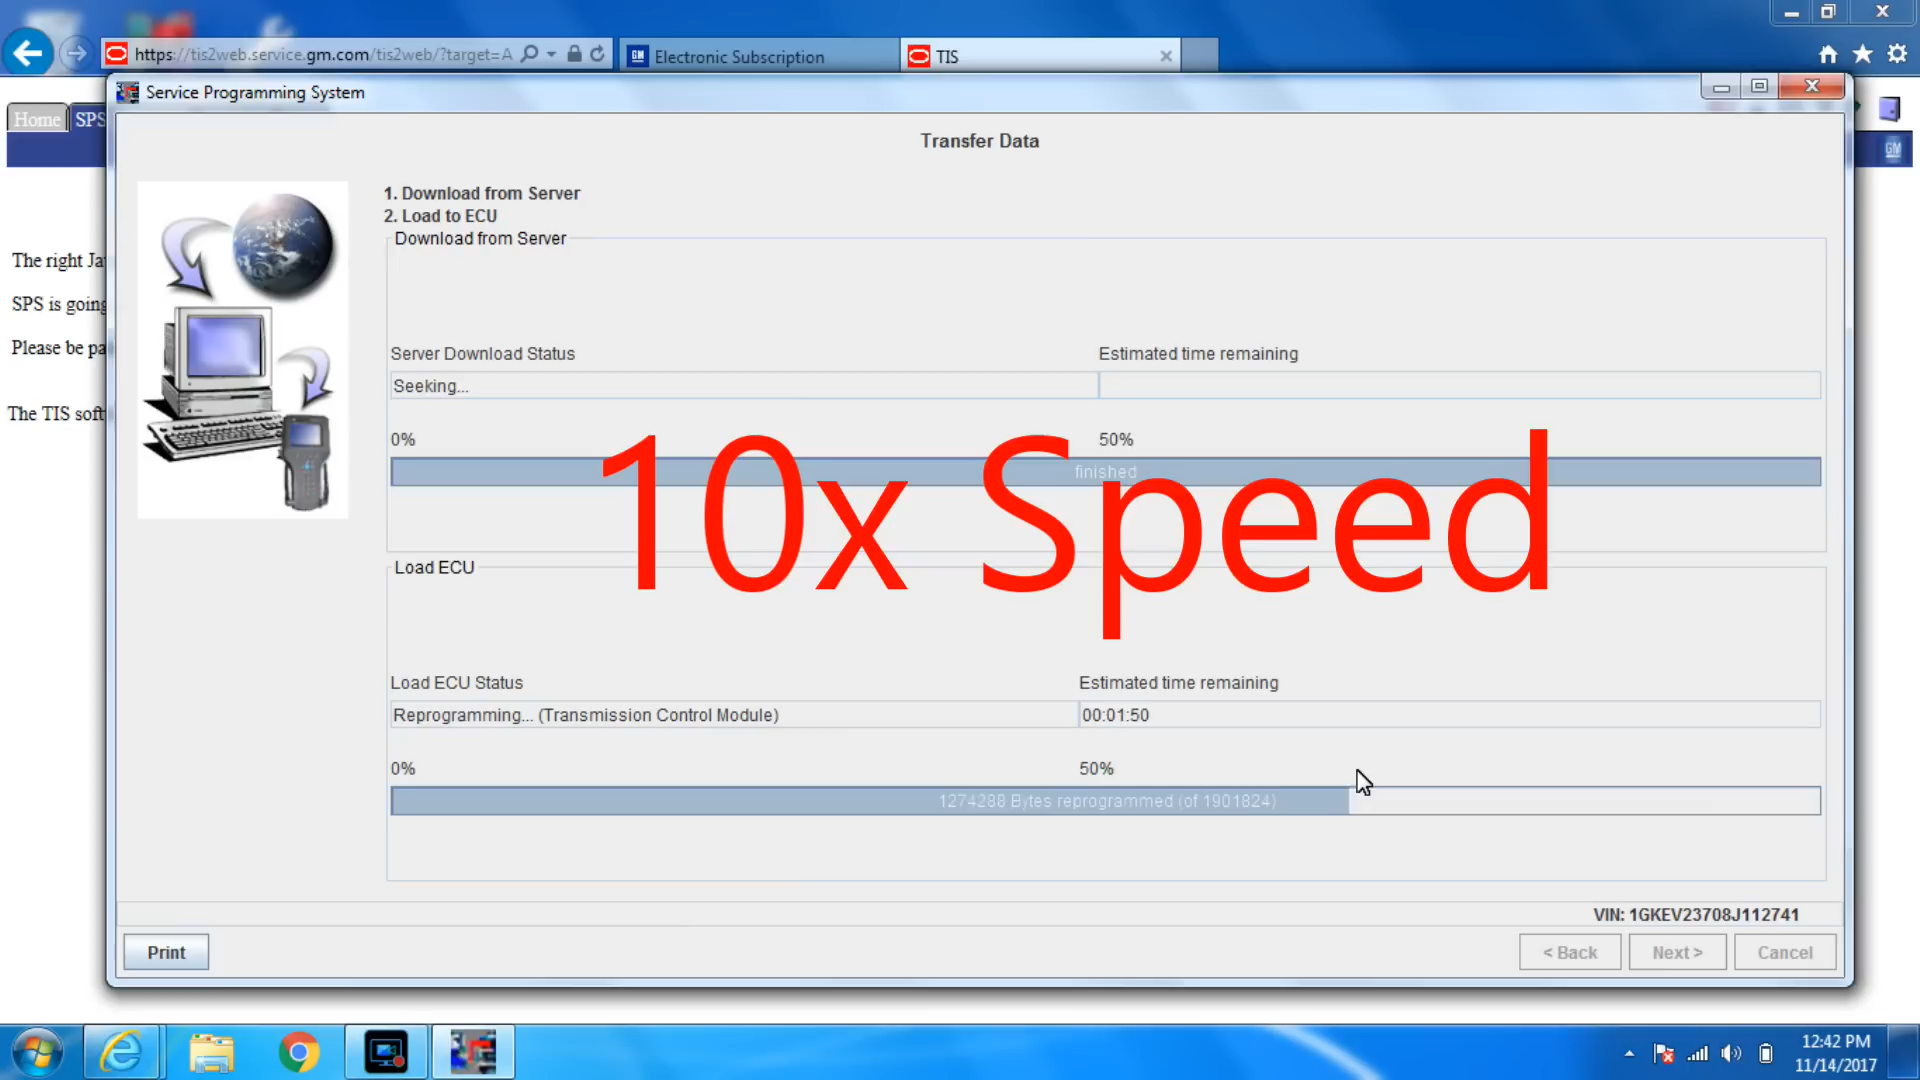 https://tis2web.service.gm.com/tis2web/?target=A
GM Electronic Subscription
TIS
Service Programming System
Home
SPS
GM
Transfer Data
1. Download from Server
2. Load to ECU
Download from Server
The right Ja
SPS is going
Please be pa
The TIS soft
Server Download Status
Estimated time remaining
Seeking...
0%
50%
finished
10x Speed
Load ECU
Load ECU Status
Estimated time remaining
Reprogramming... (Transmission Control Module)
00:01:50
0%
50%
1274288 Bytes reprogrammed (of 1901824)
VIN: 1GKEV23708J112741
Print
< Back
Next >
Cancel
12:42 PM
11/14/2017